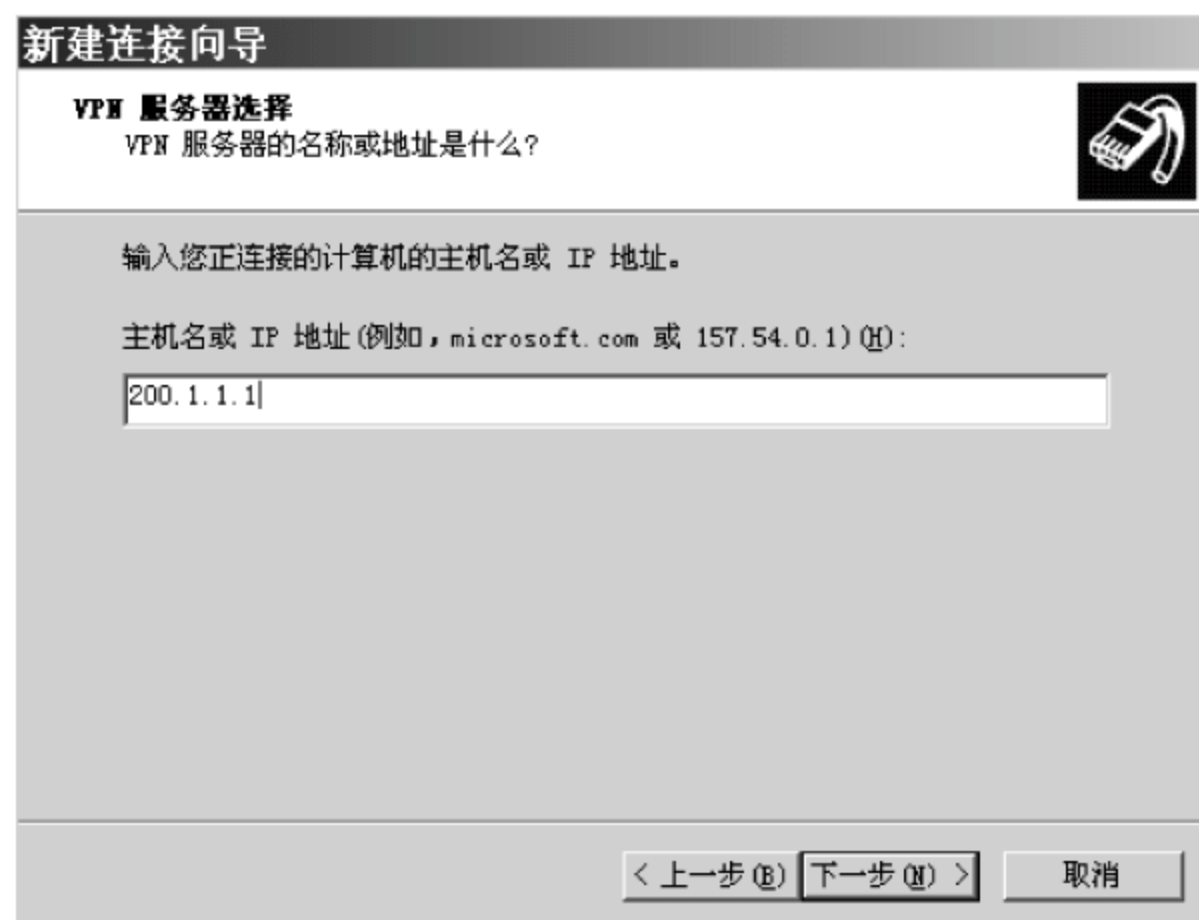 新建连接向导
VPN 服务器选择
VPN 服务器的名称或地址是什么?
输入您正连接的计算机的主机名或 IP 地址。
主机名或 IP 地址(例如，microsoft.com 或 157.54.0.1)(H):
200.1.1.1
< 上一步(B) 下一步(N) > 取消